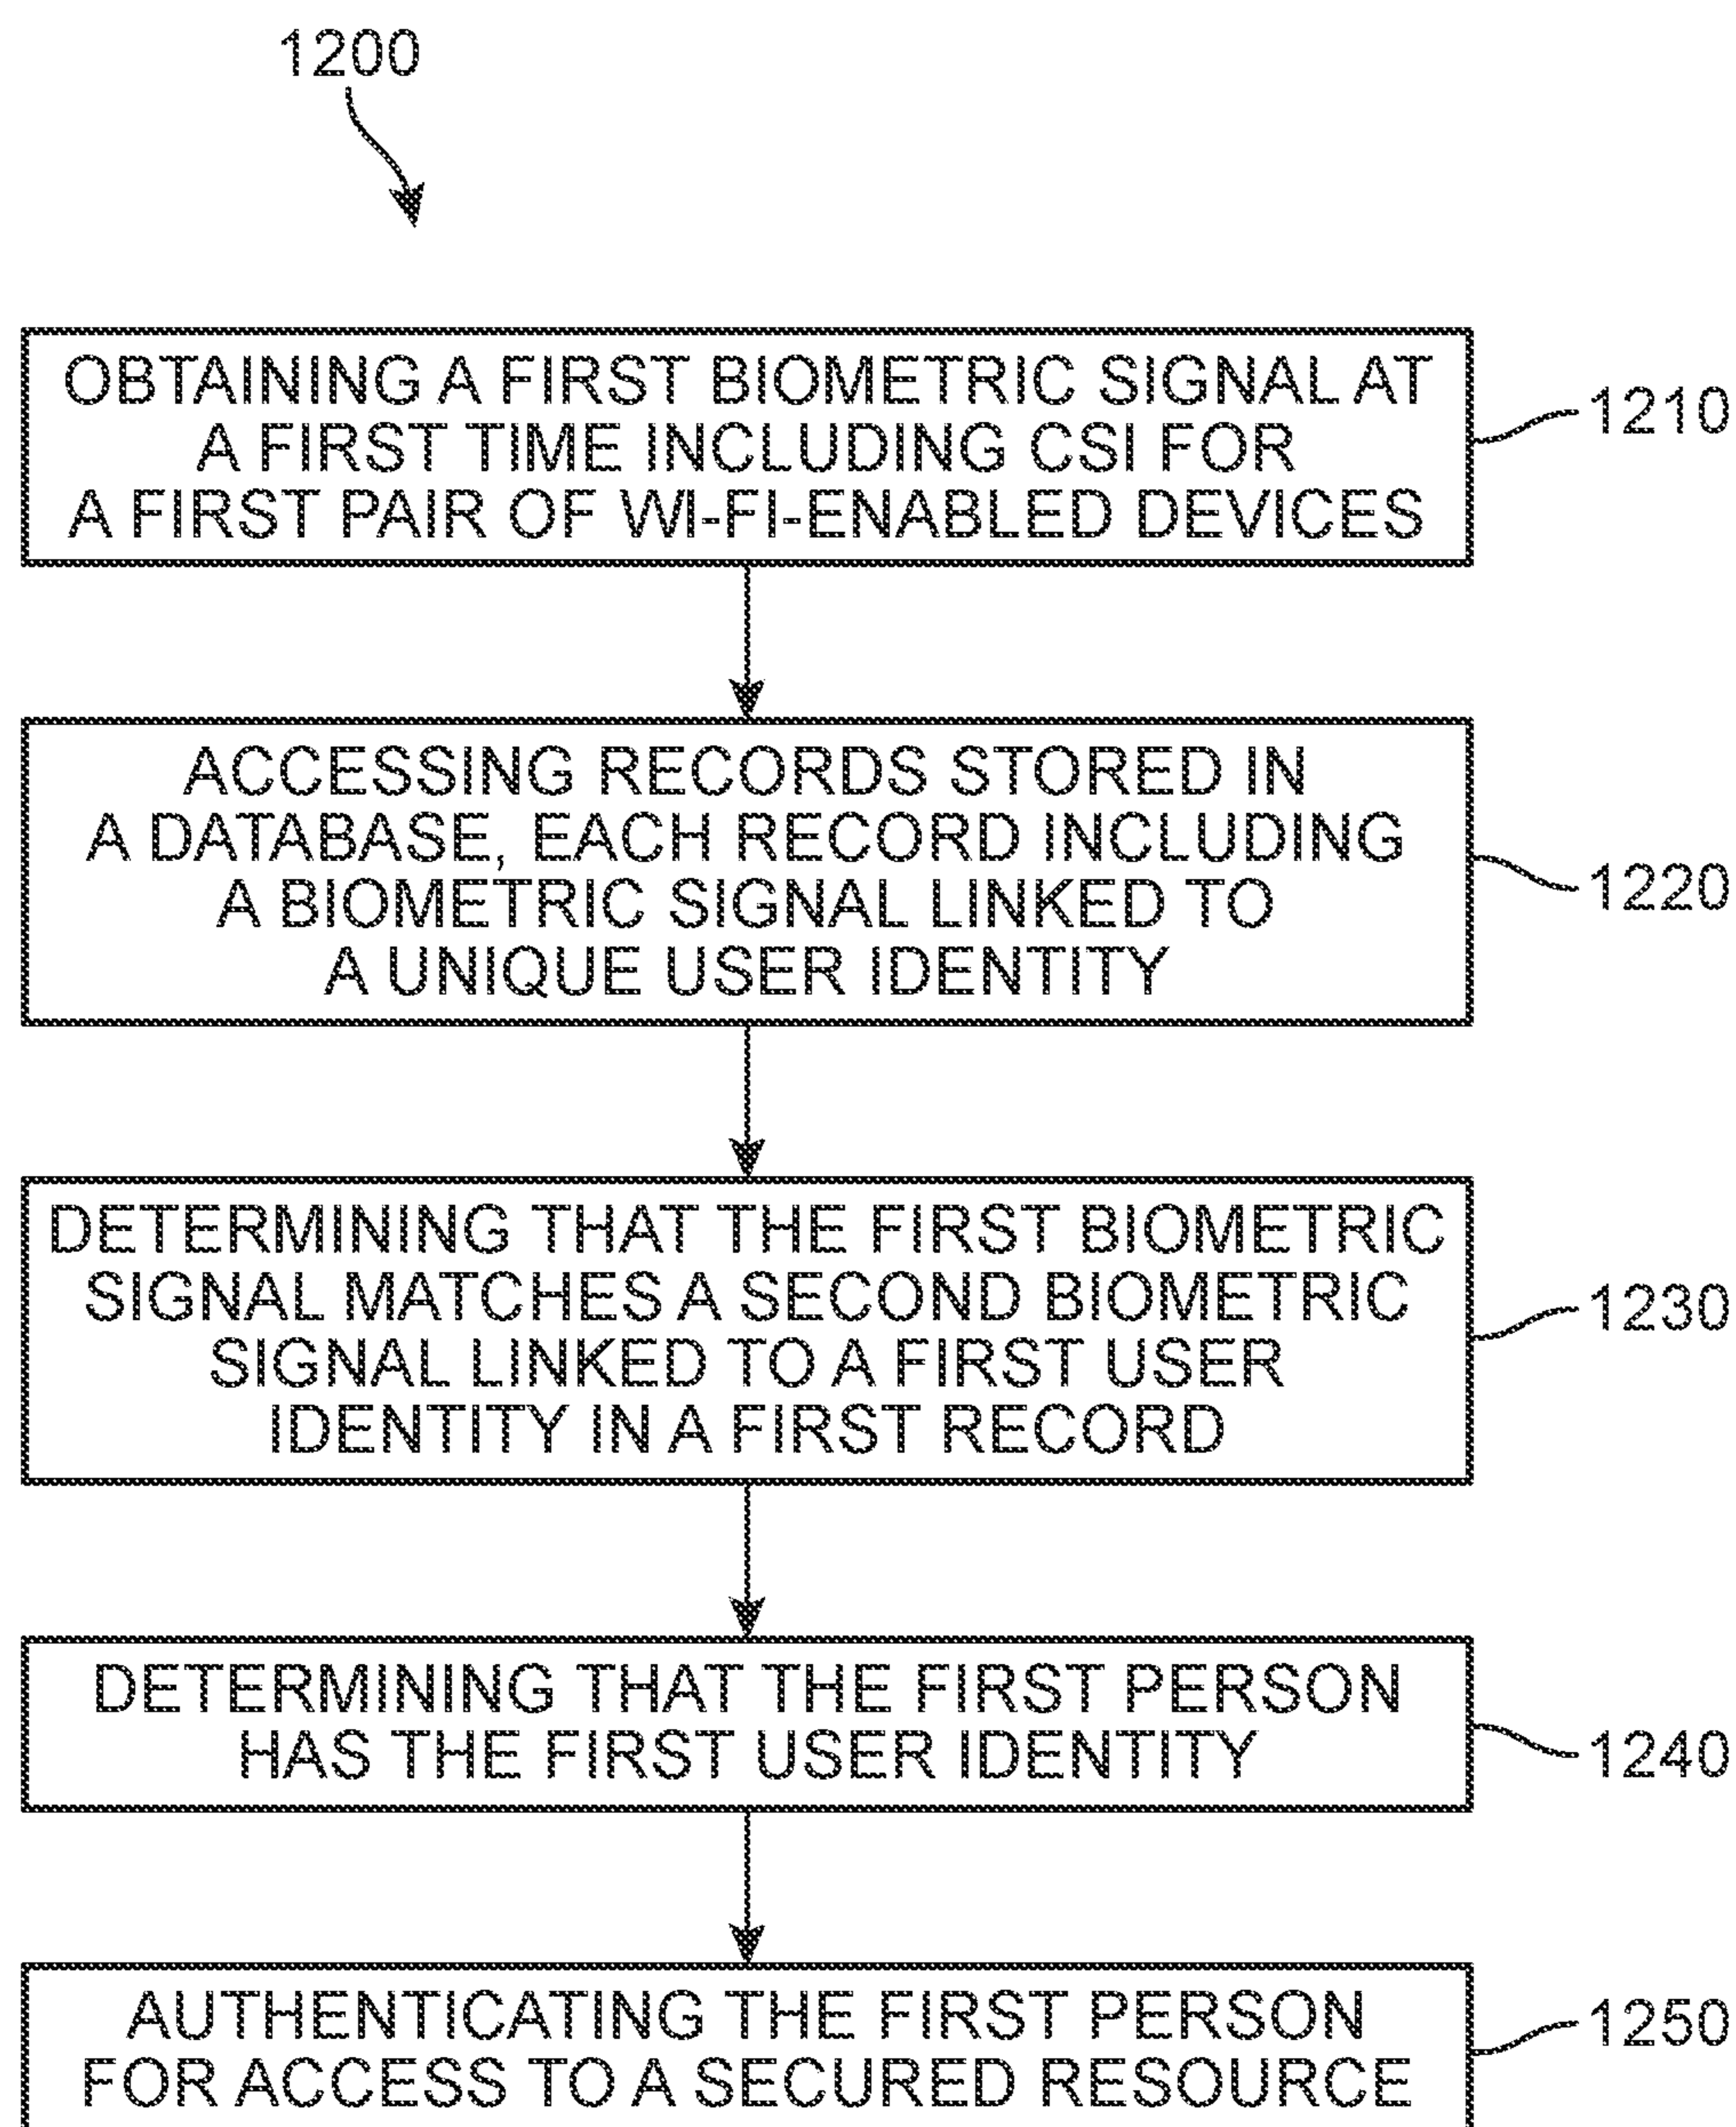 1200
OBTAINING A FIRST BIOMETRIC SIGNAL AT
A FIRST TIME INCLUDING CSI FOR
A FIRST PAIR OF WI-FI-ENABLED DEVICES
1210
ACCESSING RECORDS STORED IN
A DATABASE, EACH RECORD INCLUDING
A BIOMETRIC SIGNAL LINKED TO
A UNIQUE USER IDENTITY
1220
DETERMINING THAT THE FIRST BIOMETRIC
SIGNAL MATCHES A SECOND BIOMETRIC
SIGNAL LINKED TO A FIRST USER
IDENTITY IN A FIRST RECORD
1230
DETERMINING THAT THE FIRST PERSON
HAS THE FIRST USER IDENTITY
1240
AUTHENTICATING THE FIRST PERSON
FOR ACCESS TO A SECURED RESOURCE
1250